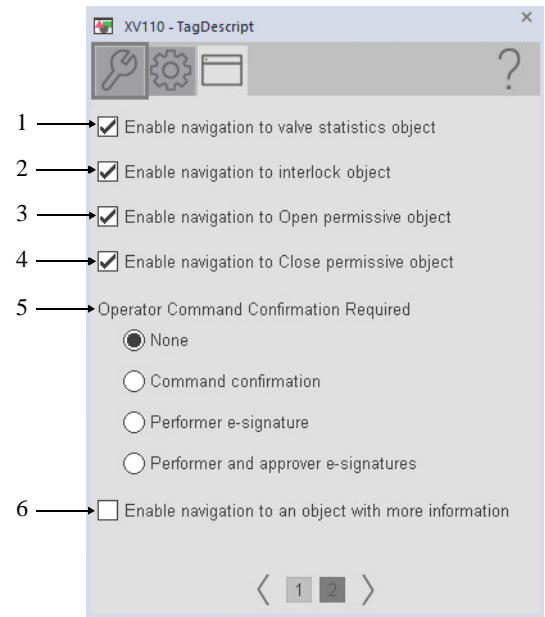 XV110 - TagDescript
×
?
1 Enable navigation to valve statistics object
2 Enable navigation to interlock object
3 Enable navigation to Open permissive object
4 Enable navigation to Close permissive object
5 Operator Command Confirmation Required
None
Command confirmation
Performer e-signature
Performer and approver e-signatures
6 Enable navigation to an object with more information
1 2